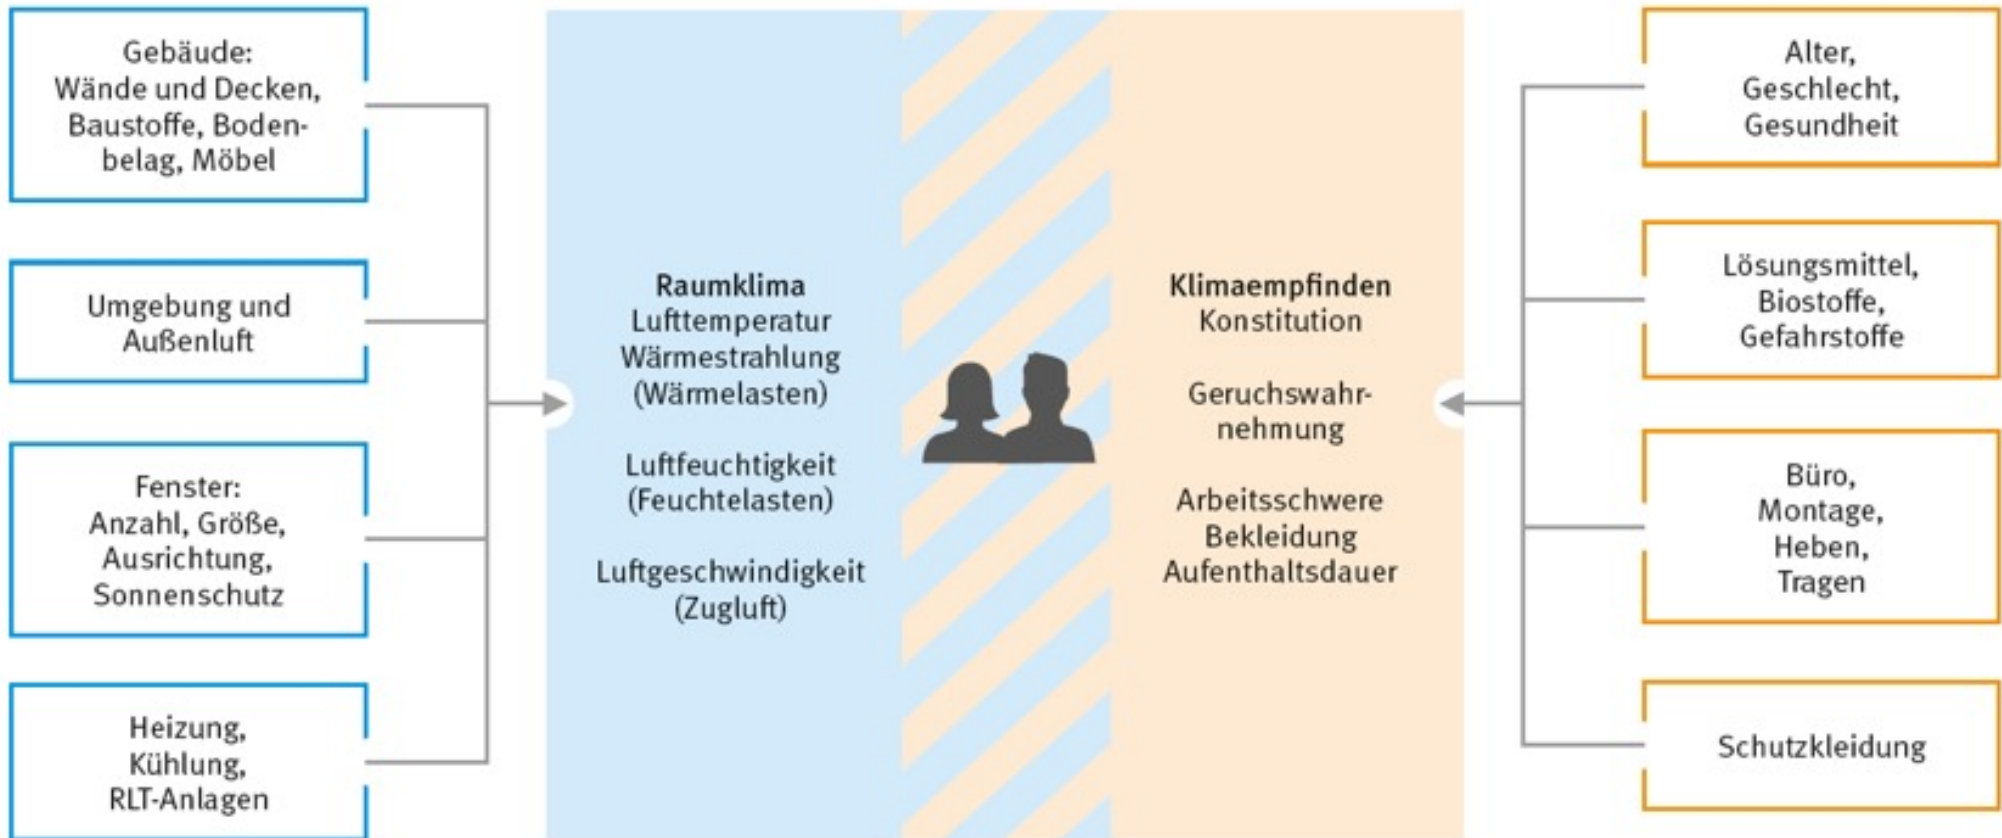 Gebäude:
Wände und Decken,
Baustoffe, Boden-
belag, Möbel
Umgebung und
Außenluft
Fenster:
Anzahl, Größe,
Ausrichtung,
Sonnenschutz
Heizung,
Kühlung,
RLT-Anlagen
Raumklima
Lufttemperatur
Wärmestrahlung
(Wärmelasten)
Luftfeuchtigkeit
(Feuchtelasten)
Luftgeschwindigkeit
(Zugluft)
Klimaempfinden
Konstitution
Geruchswahr-
nehmung
Arbeitsschwere
Bekleidung
Aufenthaltsdauer
Alter,
Geschlecht,
Gesundheit
Lösungsmittel,
Biostoffe,
Gefahrstoffe
Büro,
Montage,
Heben,
Tragen
Schutzkleidung